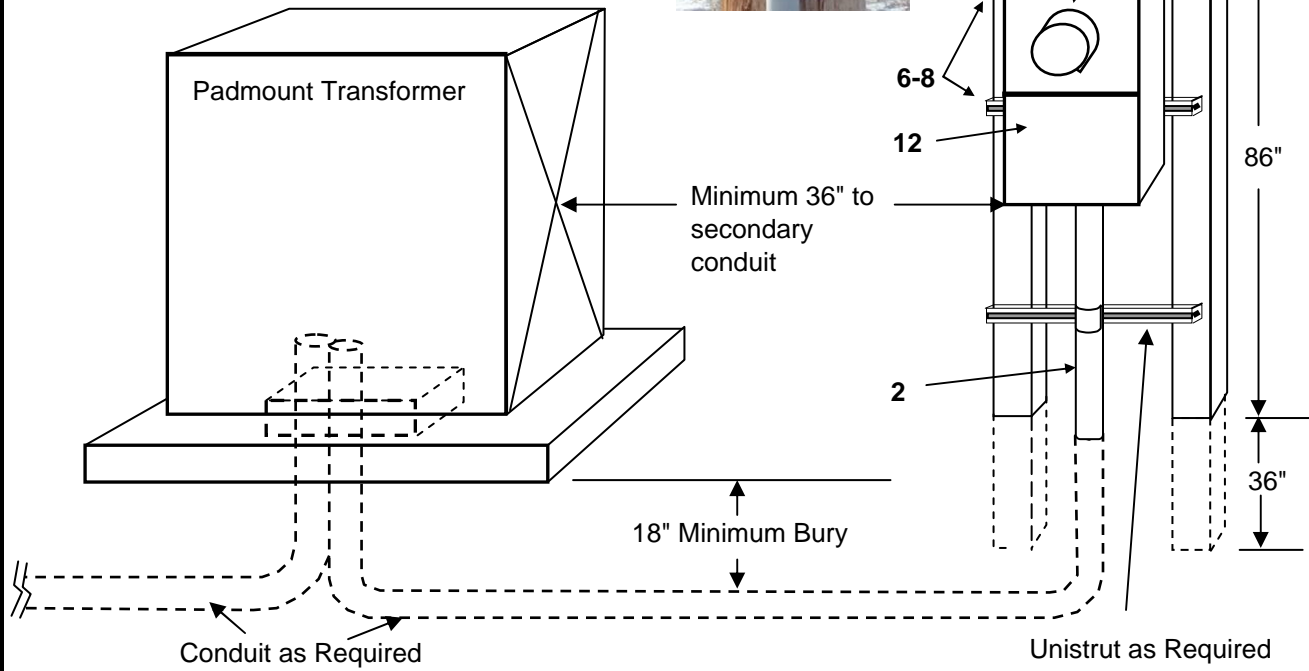 Padmount Transformer
6-8
12
86"
Minimum 36" to
secondary
conduit
2
36"
18" Minimum Bury
Conduit as Required
Unistrut as Required